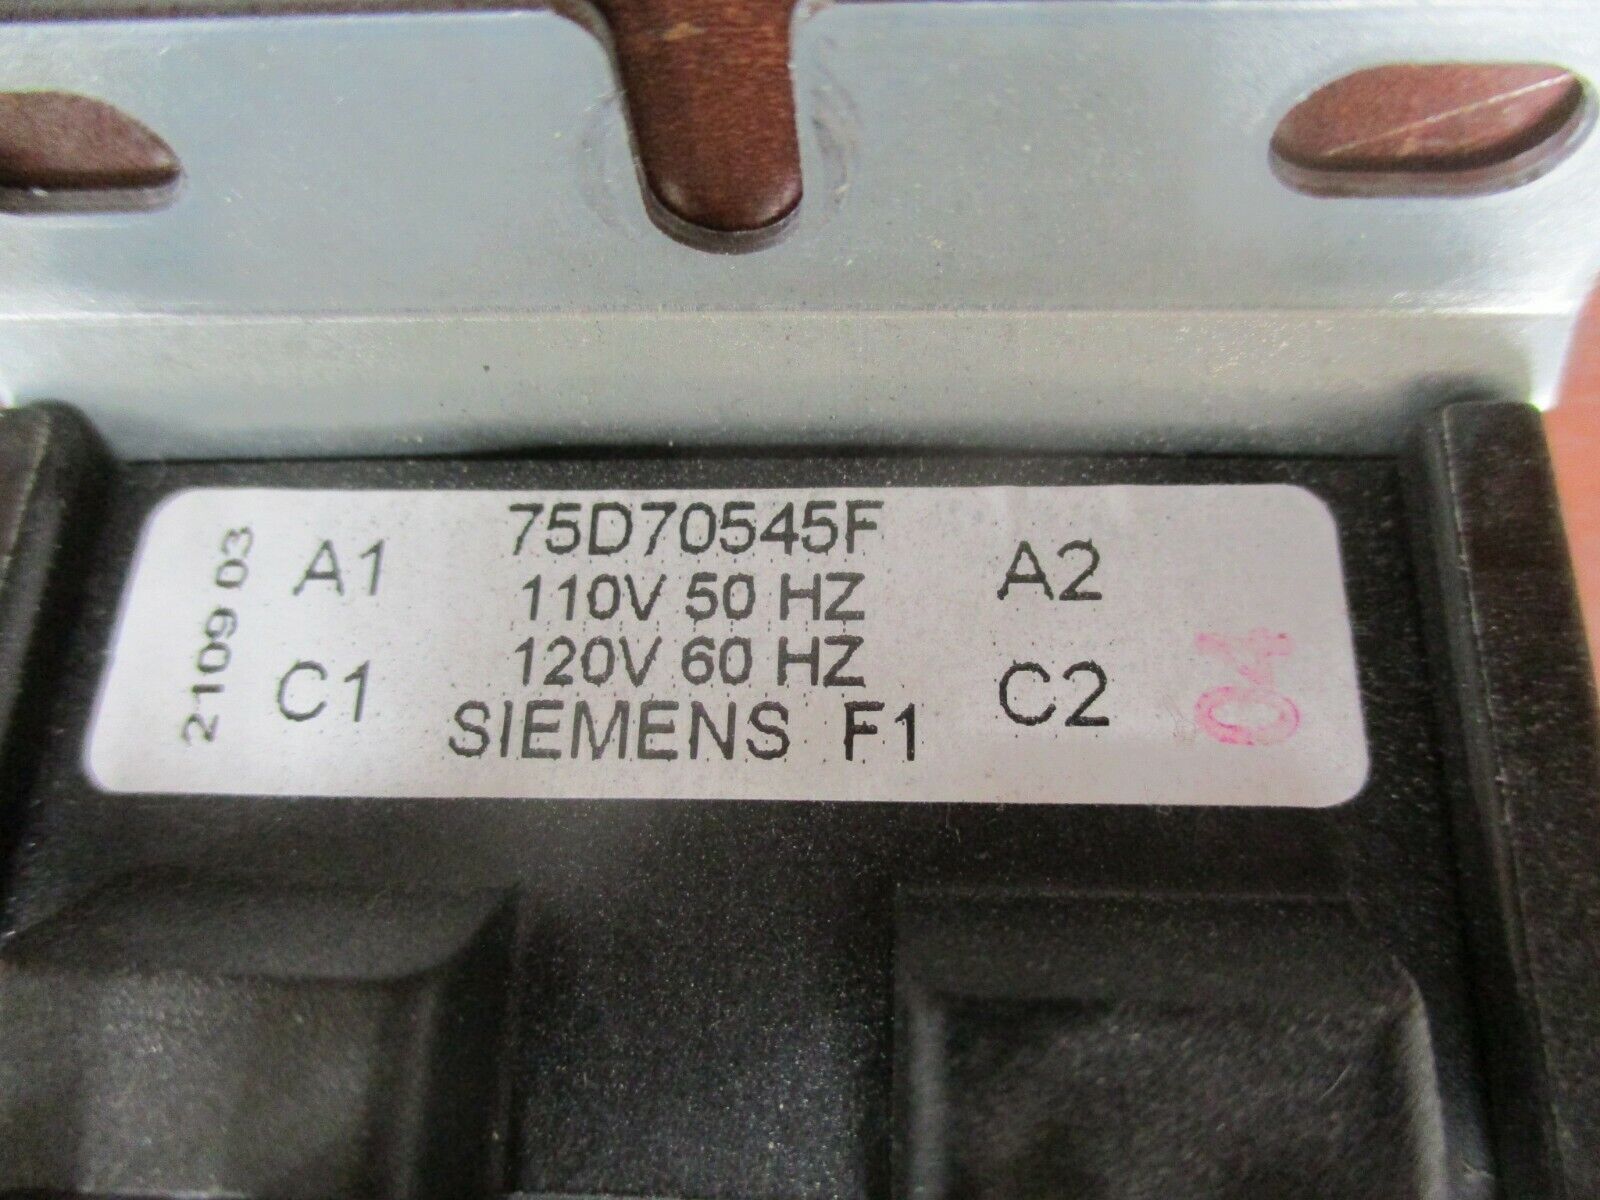 75D70545F
A1 110V 50 HZ A2
C1 120V 60 HZ C2
SIEMENS F1
2109 03
04